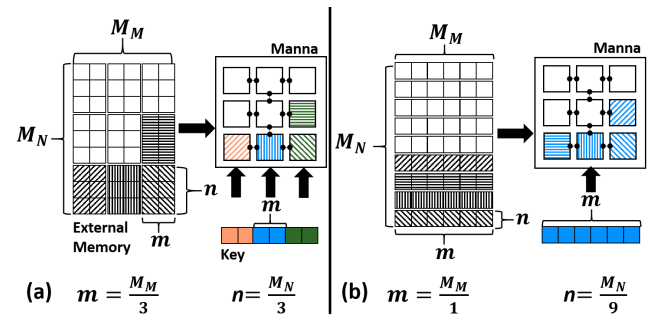 M_M
Manna
M_N
n
m
External
Memory
m
Key
(a) m = M_M/3 n= M_N/3
M_M
Manna
M_N
m
n
m
(b) m = M_M/1 n= M_N/9